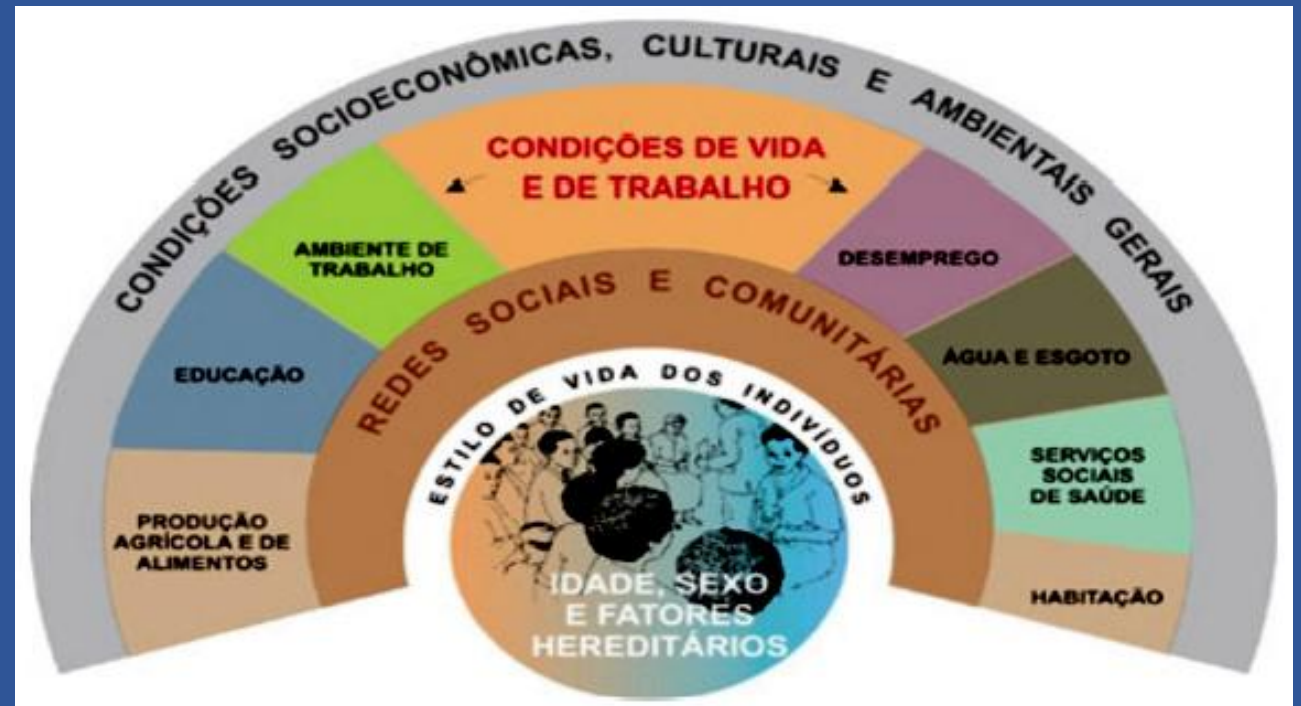 CONDIÇÕES SOCIOECONÔMICAS, CULTURAIS E AMBIENTAIS GERAIS
CONDIÇÕES DE VIDA
E DE TRABALHO
AMBIENTE DE
TRABALHO
DESEMPREGO
EDUCAÇÃO
ÁGUA E ESGOTO
PRODUÇÃO
AGRÍCOLA E DE
ALIMENTOS
SERVIÇOS
SOCIAIS
DE SAÚDE
HABITAÇÃO
REDES SOCIAIS E COMUNITÁRIAS
ESTILO DE VIDA DOS INDIVÍDUOS
IDADE, SEXO
E FATORES
HEREDITÁRIOS